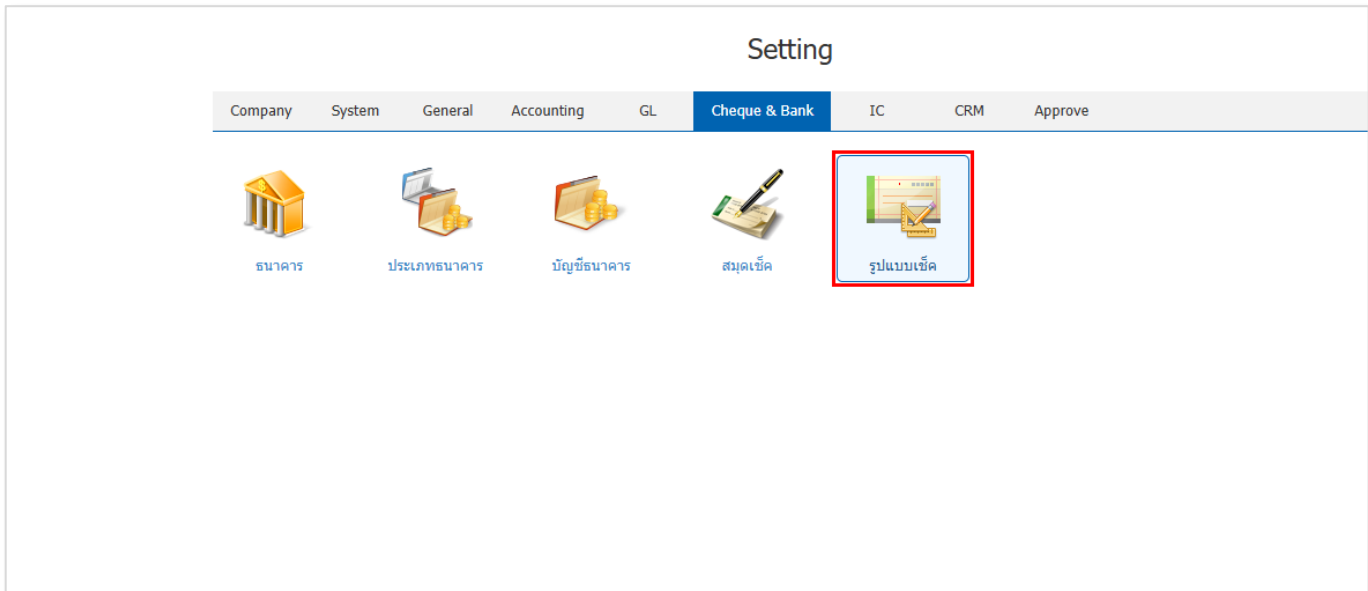 Setting
Company System General Accounting GL Cheque & Bank IC CRM Approve
ธนาคาร ประเภทธนาคาร บัญชีธนาคาร สมุดเช็ค รูปแบบเช็ค